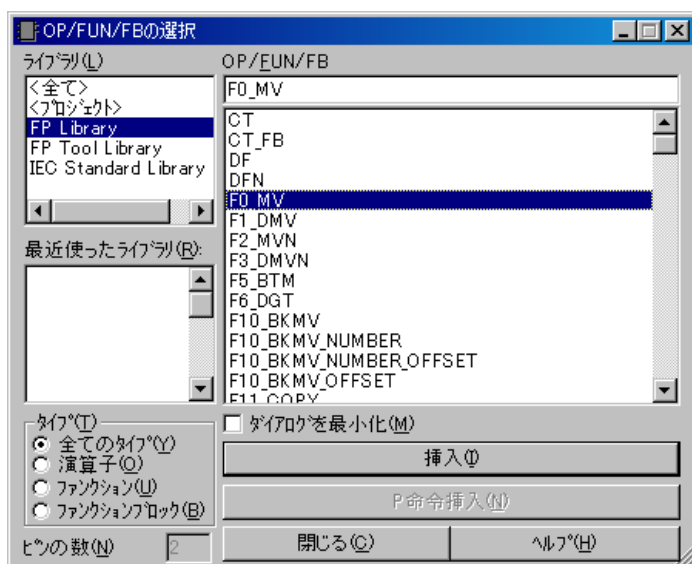 OP/FUN/FBの選択
ﾗｲﾌﾞﾗﾘ(L)
<全て>
<ﾌﾟﾛｼﾞｪｸﾄ>
FP Library
FP Tool Library
IEC Standard Library
最近使ったﾗｲﾌﾞﾗﾘ(R):
ﾀｲﾌﾟ(T)
全てのﾀｲﾌﾟ(Y)
演算子(O)
ﾌｧﾝｸｼｮﾝ(U)
ﾌｧﾝｸｼｮﾝﾌﾞﾛｯｸ(B)
ﾋﾟﾝの数(N)
2
OP/FUN/FB
F0_MV
CT
CT_FB
DF
DFN
F0_MV
F1_DMV
F2_MVN
F3_DMVN
F5_BTM
F6_DGT
F10_BKMV
F10_BKMV_NUMBER
F10_BKMV_NUMBER_OFFSET
F10_BKMV_OFFSET
F11_COPY
ﾀﾞｲｱﾛｸﾞを最小化(M)
挿入(I)
P命令挿入(N)
閉じる(C)
ﾍﾙﾌﾟ(H)